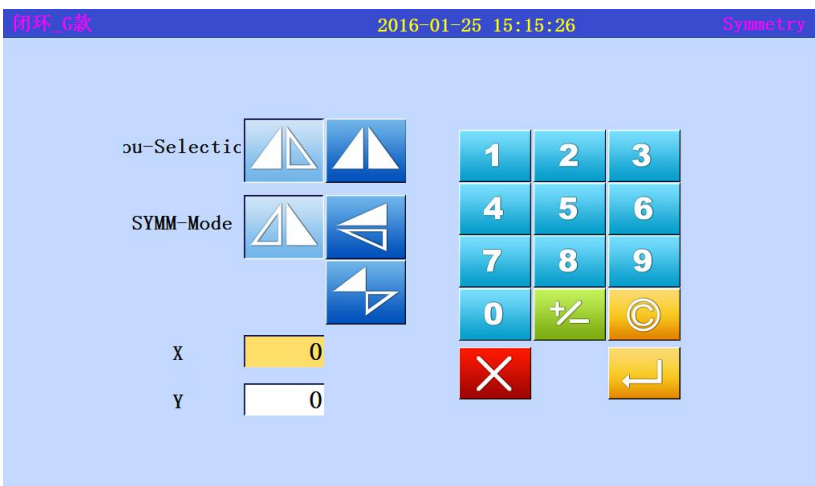 闭环_G款 2016-01-25 15:15:26 Symmetry
ou-Selectic
1 2 3
SYMM-Mode
4 5 6
7 8 9
0 +/- ©
X 0
Y 0